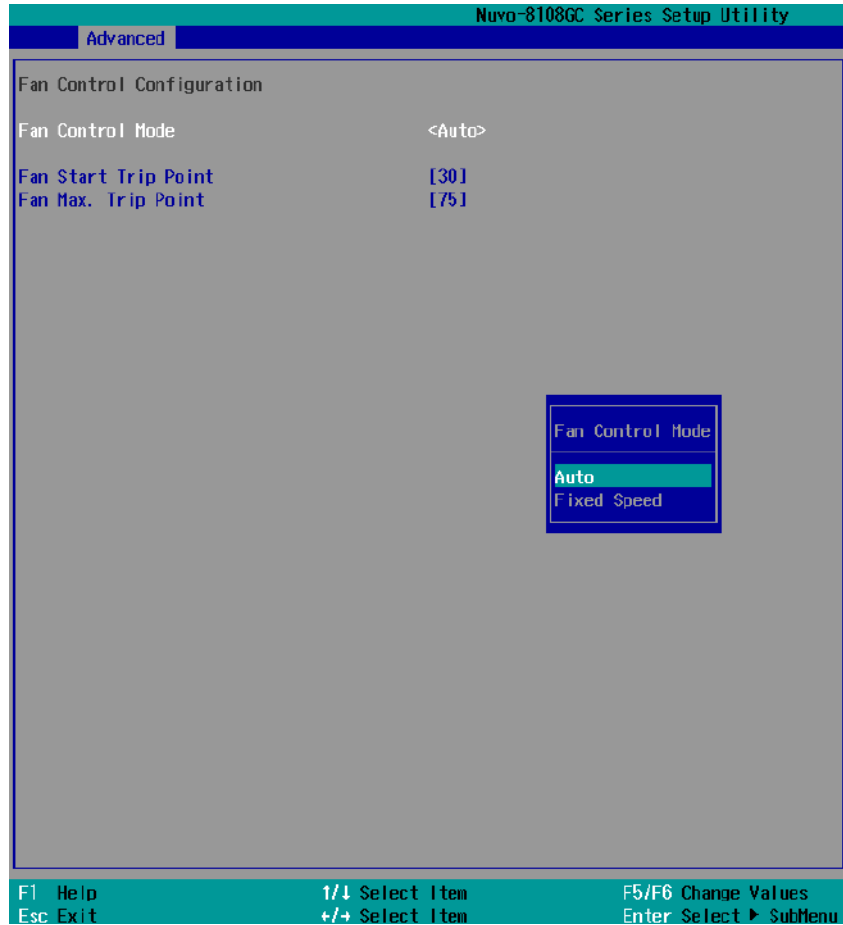 Nuvo-8108GC Series Setup Utility
Advanced
Fan Control Configuration
Fan Control Mode <Auto>
Fan Start Trip Point [30]
Fan Max. Trip Point [75]
Fan Control Mode
Auto
Fixed Speed
F1 Help ↑/↓ Select Item F5/F6 Change Values
Esc Exit ←/→ Select Item Enter Select ▶ SubMenu